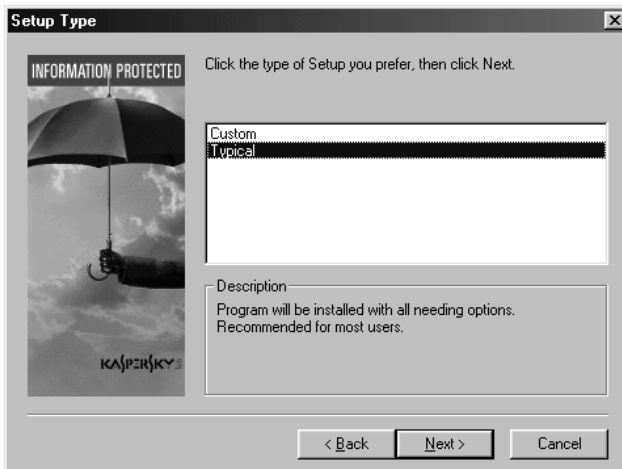 Setup Type
INFORMATION PROTECTED
Click the type of Setup you prefer, then click Next.
Custom
Typical
Description
Program will be installed with all needing options.
Recommended for most users.
KASPERSKY
< Back
Next >
Cancel